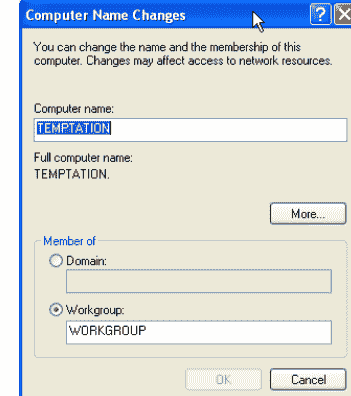 Computer Name Changes
You can change the name and the membership of this
computer. Changes may affect access to network resources.
Computer name:
TEMPTATION
Full computer name:
TEMPTATION.
More...
Member of
Domain:
Workgroup:
WORKGROUP
OK
Cancel